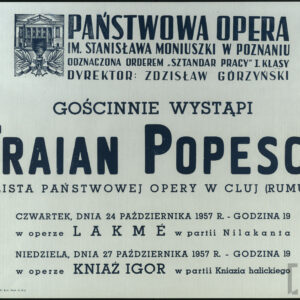 PAŃSTWOWA OPERA
IM. STANISŁAWA MONIUSZKI W POZNANIU
ODZNACZONA ORDEREM „SZTANDAR PRACY" I. KLASY
DYREKTOR: ZDZISŁAW GÓRZYŃSKI
GOŚCINNIE WYSTĄPI
RAIAN POPESC
LISTA PAŃSTWOWEJ OPERY W CLUJ (RUMU
CZWARTEK, DNIA 24 PAŹDZIERNIKA 1957 R. - GODZINA 19
w operze LAKMÉ w partii Nilakanta
NIEDZIELA, DNIA 27 PAŹDZIERNIKA 1957 R. - GODZINA 19
w operze KNIAŹ IGOR w partii Kniazia halickiego